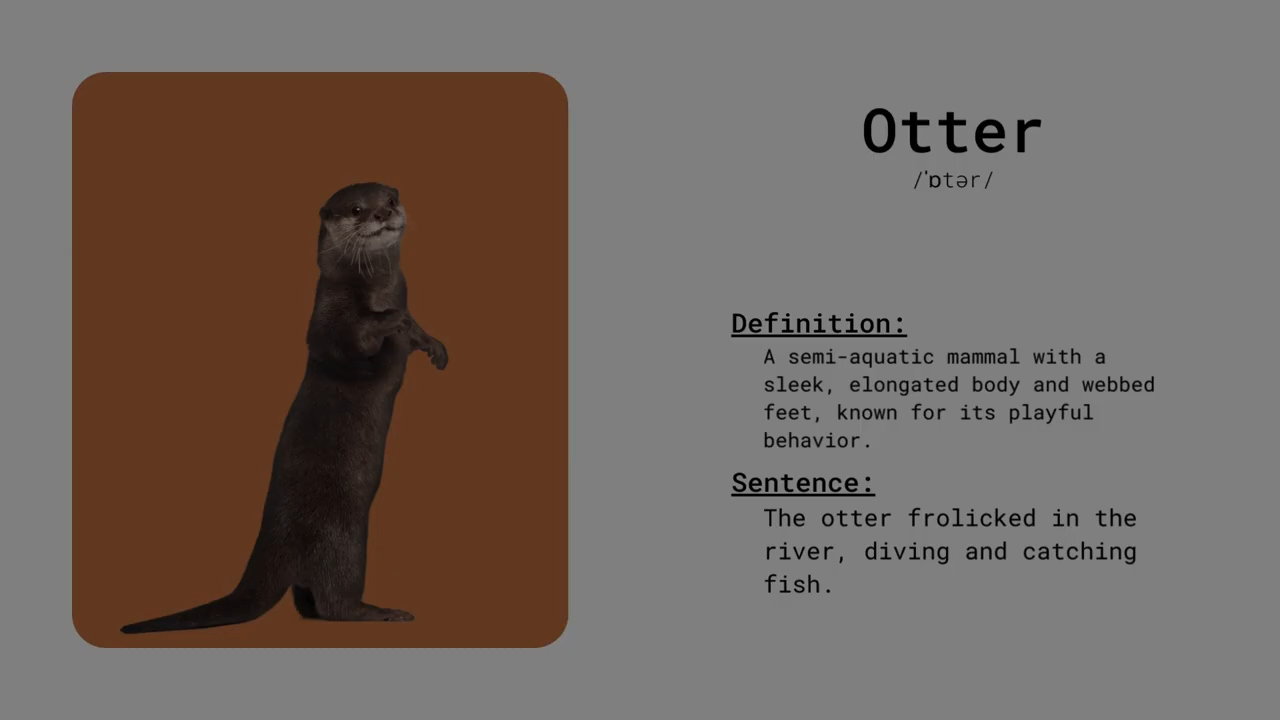 Otter
/ˈɒtər/
Definition:
A semi-aquatic mammal with a
sleek, elongated body and webbed
feet, known for its playful
behavior.
Sentence:
The otter frolicked in the
river, diving and catching
fish.